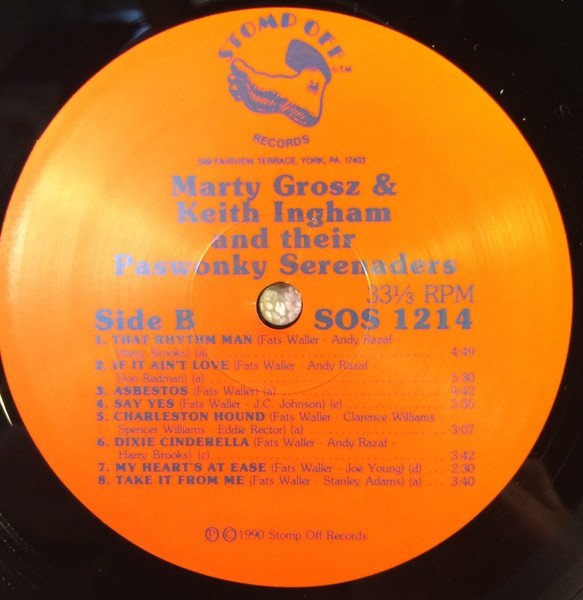 STOMP OFF
®T.M.
RECORDS
549 FAIRVIEW TERRACE, YORK, PA. 17403
Marty Grosz &
Keith Ingham
and their
Paswonky Serenaders
33⅓ RPM
Side B SOS 1214
1. THAT RHYTHM MAN (Fats Waller - Andy Razaf -
Harry Brooks) (a) 4:49
2. IF IT AIN'T LOVE (Fats Waller - Andy Razaf
Don Redman) (a) 5:30
3. ASBESTOS (Fats Waller) (a) 4:42
4. SAY YES (Fats Waller - J.C. Johnson) (e)
5. CHARLESTON HOUND (Fats Waller - Clarence Williams -
Spencer Williams - Eddie Rector) (a) 3:07
6. DIXIE CINDERELLA (Fats Waller - Andy Razaf -
Harry Brooks) (c) 3:42
7. MY HEART'S AT EASE (Fats Waller - Joe Young) (d) 2:30
8. TAKE IT FROM ME (Fats Waller - Stanley Adams) (a) 3:40
℗©1990 Stomp Off Records